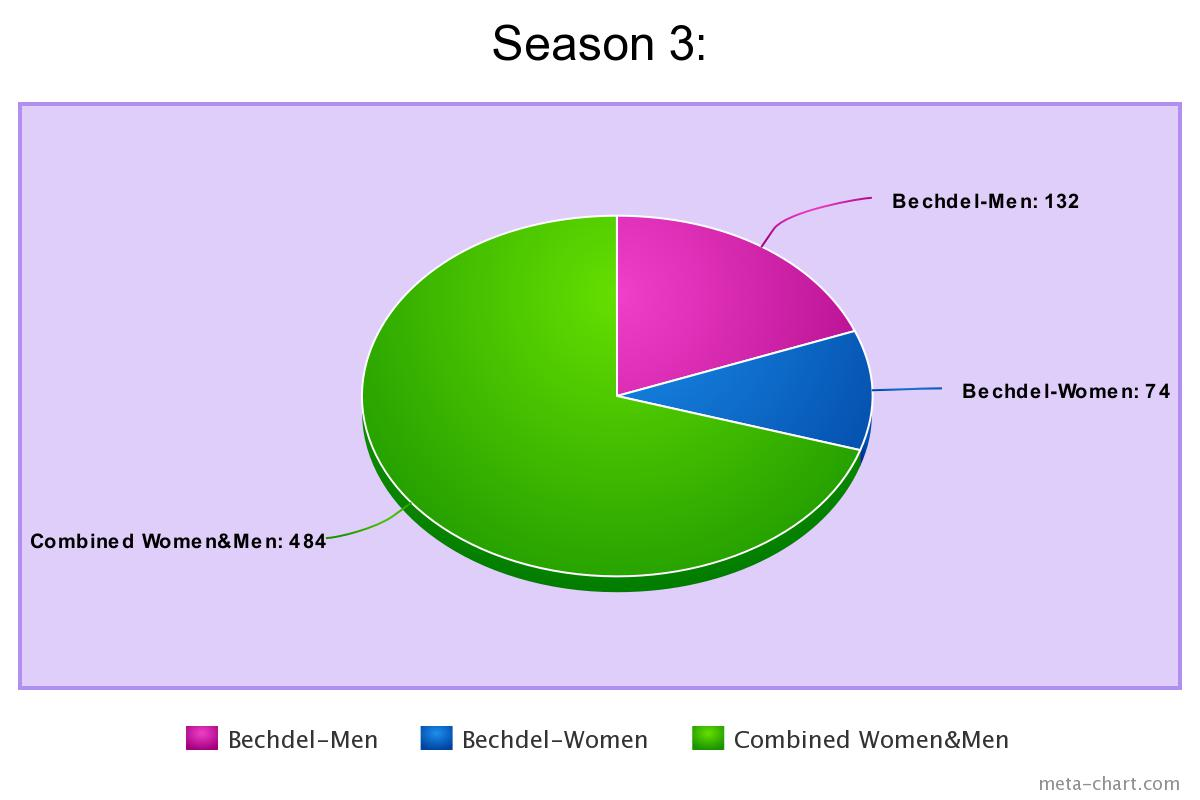 Season 3:
Bechdel-Men: 132
Bechdel-Women: 74
Combined Women&Men: 484
Bechdel-Men
Bechdel-Women
Combined Women&Men
meta-chart.com